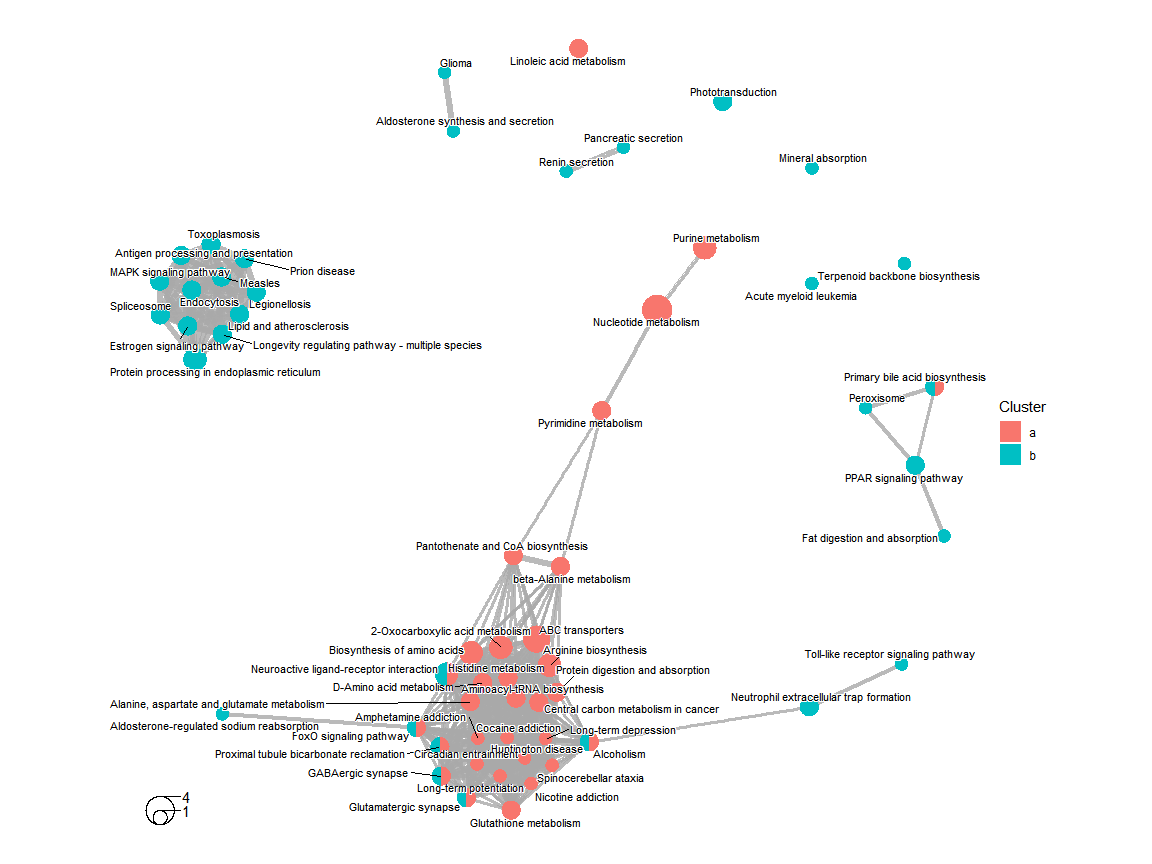 Linoleic acid metabolism
Glioma
Phototransduction
Aldosterone synthesis and secretion
Pancreatic secretion
Renin secretion
Mineral absorption
Toxoplasmosis
Purine metabolism
Antigen processing and presentation
Prion disease
MAPK signaling pathway
Measles
Terpenoid backbone biosynthesis
Acute myeloid leukemia
Endocytosis
Legionellosis
Spliceosome
Nucleotide metabolism
Lipid and atherosclerosis
Estrogen signaling pathway
Longevity regulating pathway - multiple species
Protein processing in endoplasmic reticulum
Primary bile acid biosynthesis
Peroxisome
Cluster
a
b
Pyrimidine metabolism
PPAR signaling pathway
Fat digestion and absorption
Pantothenate and CoA biosynthesis
beta-Alanine metabolism
2-Oxocarboxylic acid metabolism
ABC transporters
Biosynthesis of amino acids
Arginine biosynthesis
Toll-like receptor signaling pathway
Neuroactive ligand-receptor interaction
Histidine metabolism
Protein digestion and absorption
D-Amino acid metabolism
Aminoacyl-tRNA biosynthesis
Neutrophil extracellular trap formation
Alanine, aspartate and glutamate metabolism
Central carbon metabolism in cancer
Amphetamine addiction
Aldosterone-regulated sodium reabsorption
Cocaine addiction
Long-term depression
FoxO signaling pathway
Huntington disease
Proximal tubule bicarbonate reclamation
Circadian entrainment
Alcoholism
GABAergic synapse
Spinocerebellar ataxia
Long-term potentiation
Nicotine addiction
Glutamatergic synapse
Glutathione metabolism
4
1